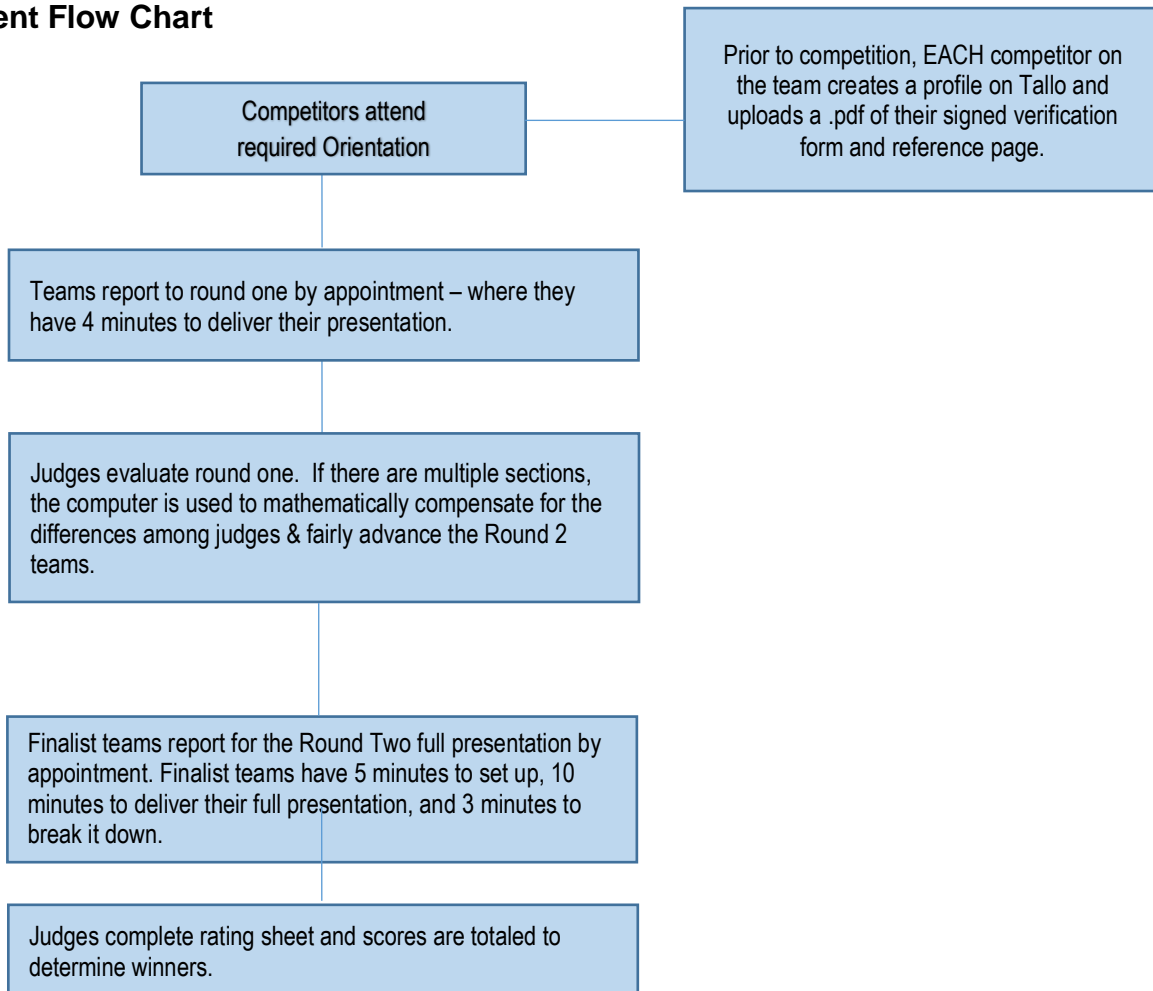 ent Flow Chart
Prior to competition, EACH competitor on
the team creates a profile on Tallo and
uploads a .pdf of their signed verification
form and reference page.
Competitors attend
required Orientation
Teams report to round one by appointment – where they
have 4 minutes to deliver their presentation.
Judges evaluate round one.  If there are multiple sections,
the computer is used to mathematically compensate for the
differences among judges & fairly advance the Round 2
teams.
Finalist teams report for the Round Two full presentation by
appointment. Finalist teams have 5 minutes to set up, 10
minutes to deliver their full presentation, and 3 minutes to
break it down.
Judges complete rating sheet and scores are totaled to
determine winners.